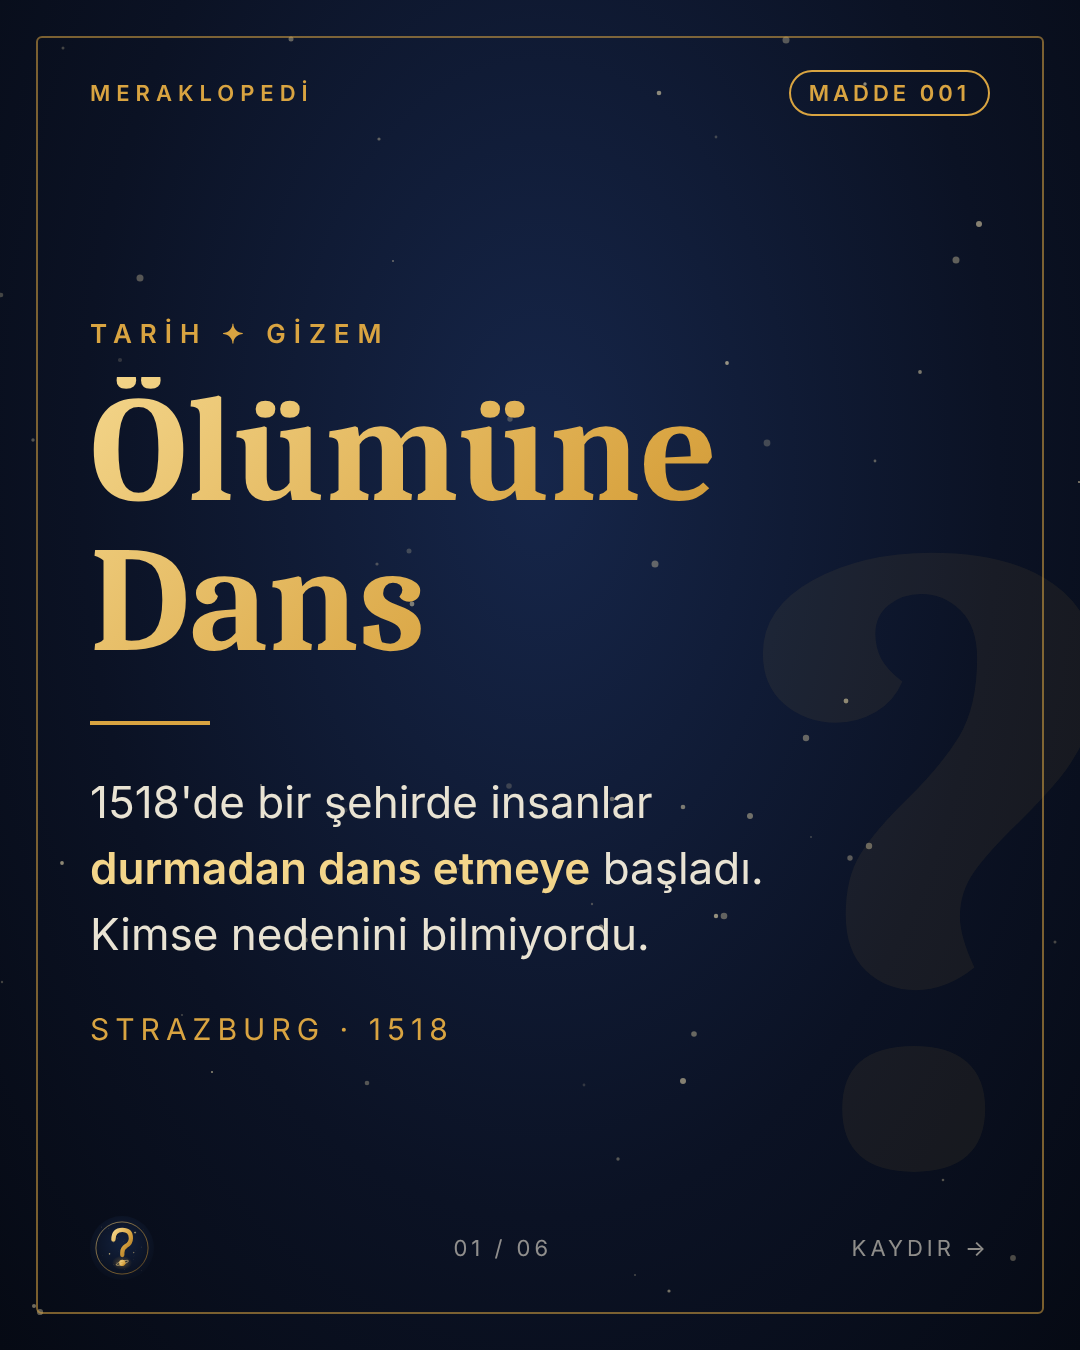 MERAKLOPEDİ
MADDE 001
TARİH ✦ GİZEM
Ölümüne
Dans
1518'de bir şehirde insanlar
durmadan dans etmeye başladı.
Kimse nedenini bilmiyordu.
STRAZBURG · 1518
?
?
01 / 06
KAYDIR →